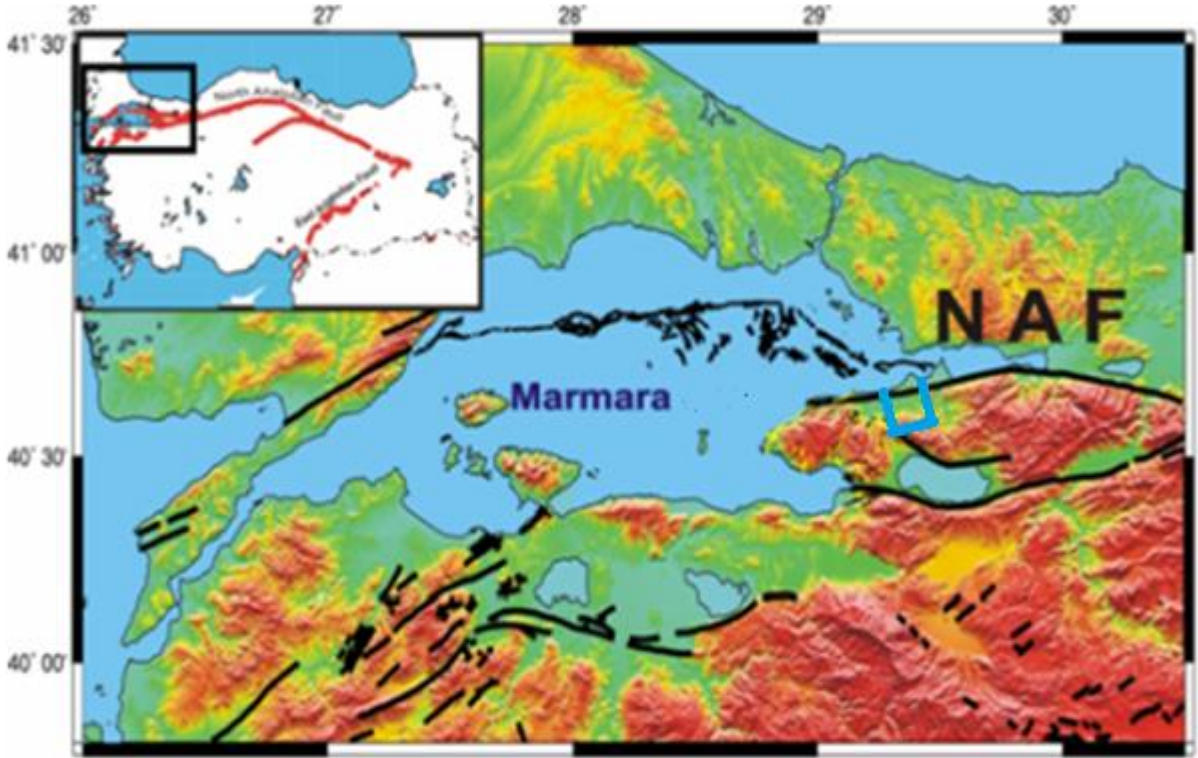 26° 27° 28° 29° 30°
41° 30'
North Anatolian Fault
East Anatolian Fault
41° 00'
N A F
Marmara
40° 30'
40° 00'